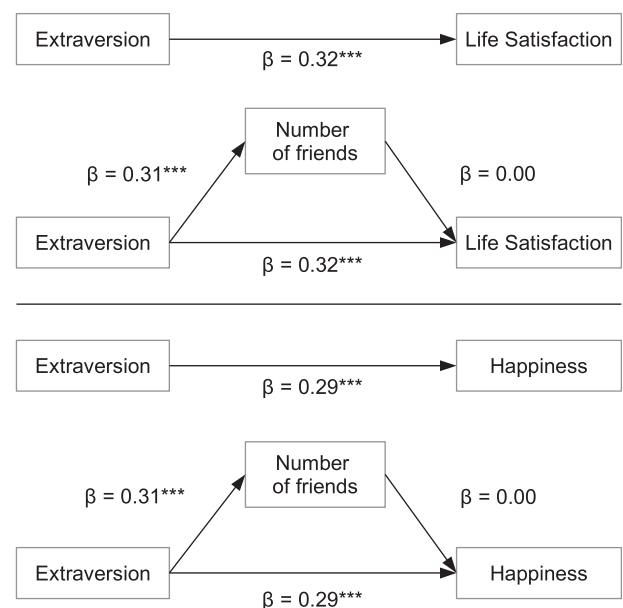 Extraversion
Life Satisfaction
β = 0.32***
Number
of friends
β = 0.31***
β = 0.00
Extraversion
Life Satisfaction
β = 0.32***
Extraversion
Happiness
β = 0.29***
Number
of friends
β = 0.31***
β = 0.00
Extraversion
Happiness
β = 0.29***